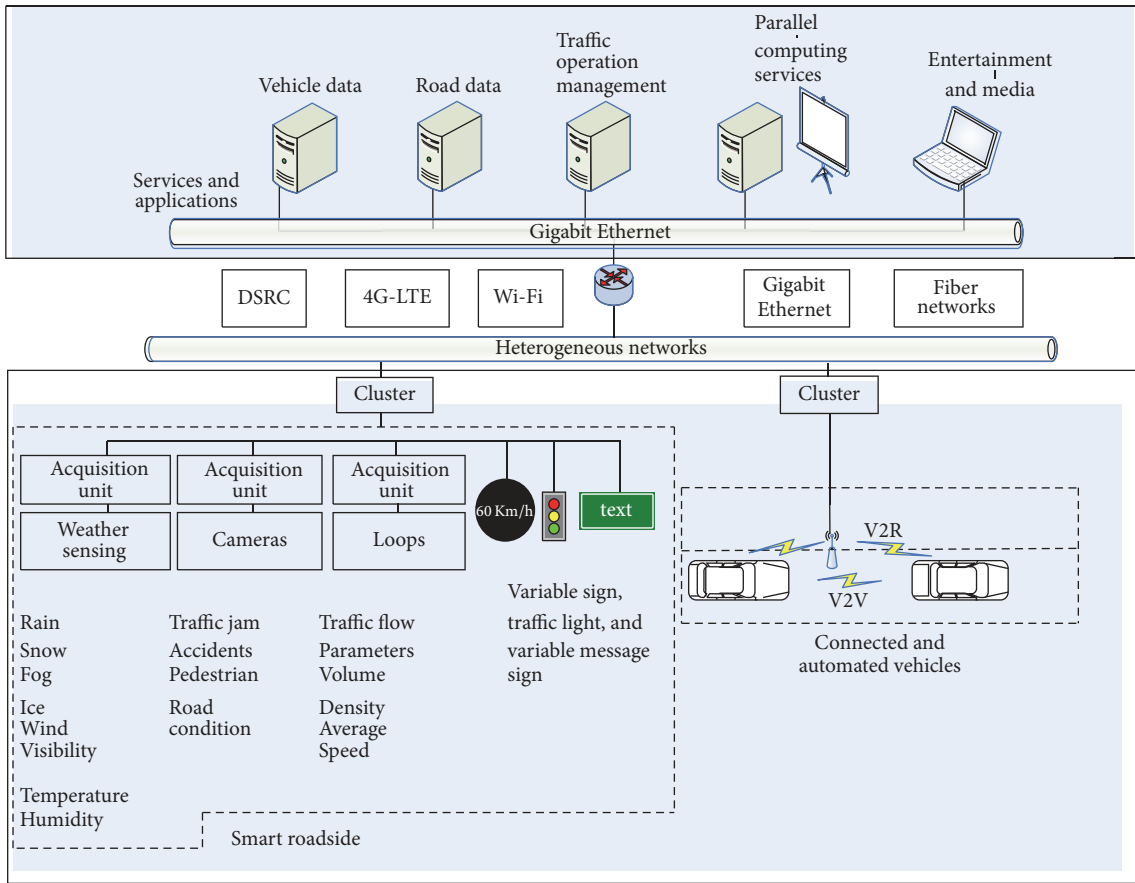 Vehicle data
Road data
Traffic
operation
management
Parallel
computing
services
Entertainment
and media
Services and
applications
Gigabit Ethernet
DSRC
4G-LTE
Wi-Fi
Gigabit
Ethernet
Fiber
networks
Heterogeneous networks
Cluster
Cluster
Acquisition
unit
Weather
sensing
Acquisition
unit
Cameras
Acquisition
unit
Loops
60 Km/h
text
Rain
Snow
Fog
Ice
Wind
Visibility
Temperature
Humidity
Traffic jam
Accidents
Pedestrian
Road
condition
Traffic flow
Parameters
Volume
Density
Average
Speed
Variable sign,
traffic light, and
variable message
sign
V2R
V2V
Connected and
automated vehicles
Smart roadside